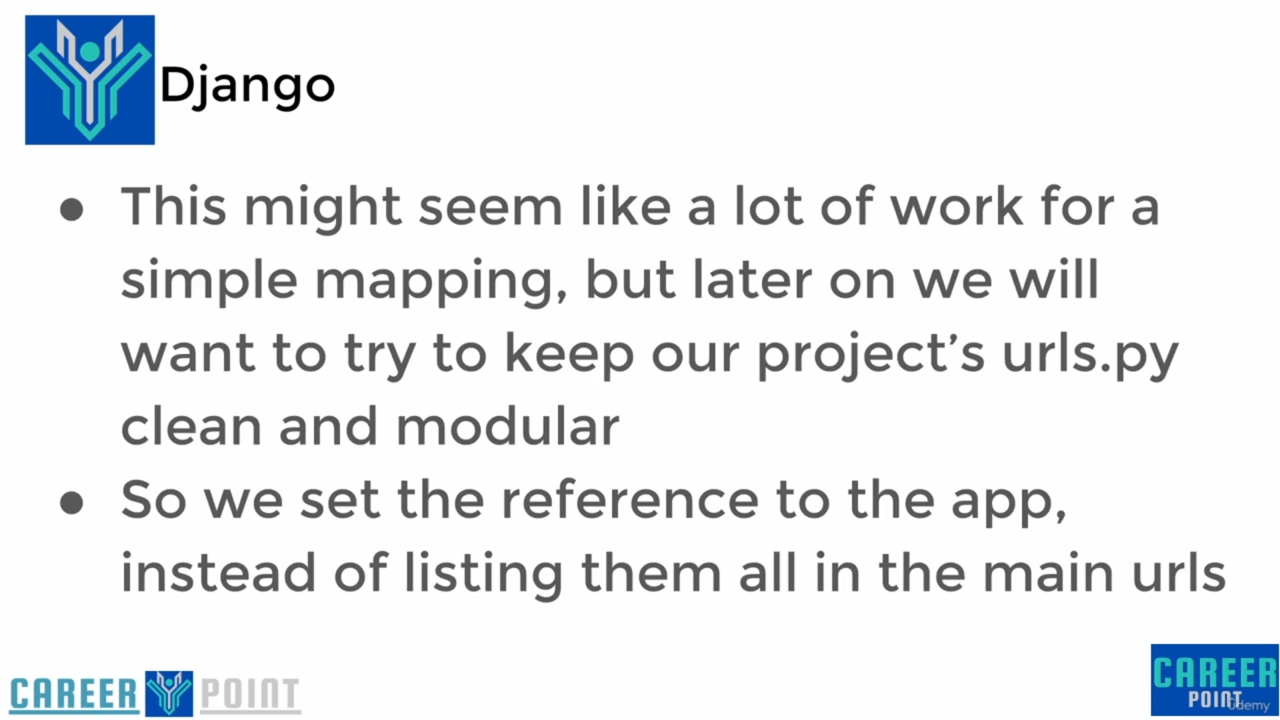 Django
● This might seem like a lot of work for a
simple mapping, but later on we will
want to try to keep our project’s urls.py
clean and modular
● So we set the reference to the app,
instead of listing them all in the main urls
CAREER POINT
CAREER
POINT
udemy